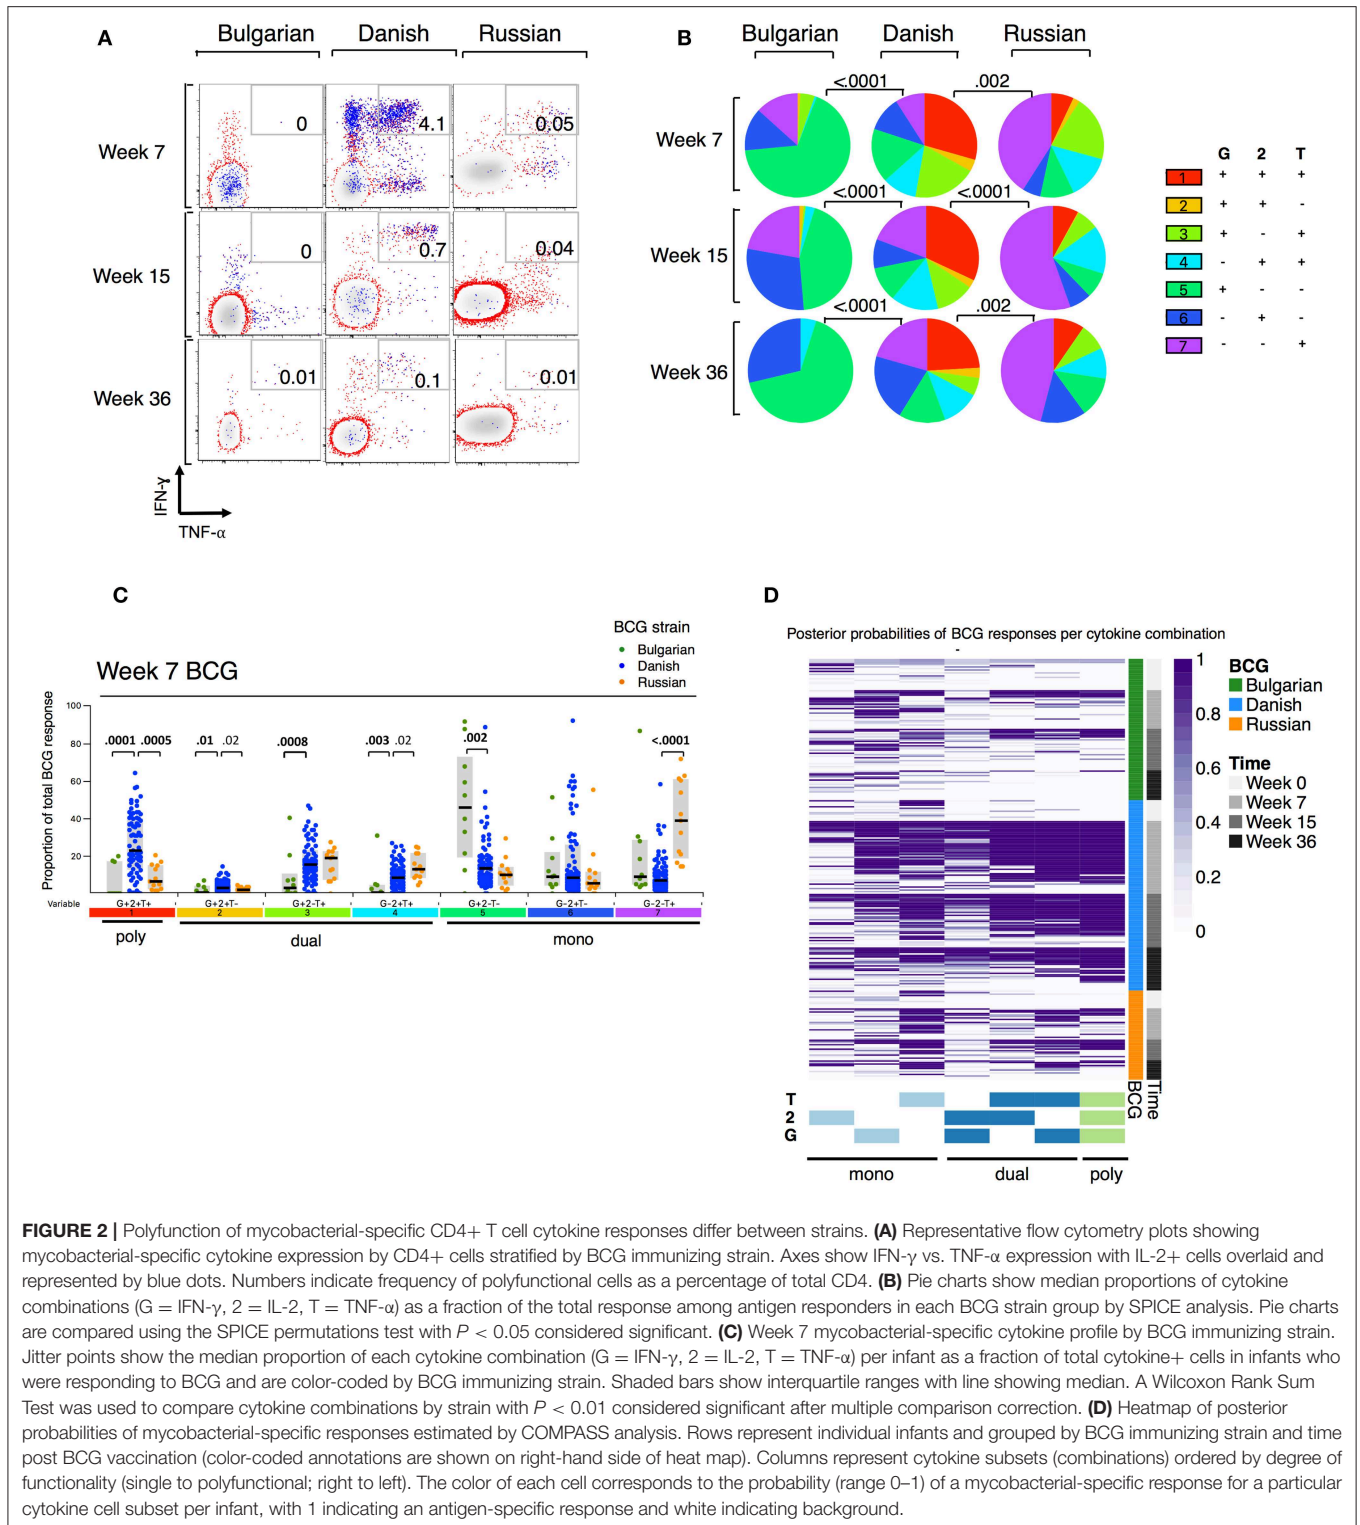 A
Bulgarian Danish Russian
Week 7
0 4.1 0.05
Week 15
0 0.7 0.04
Week 36
0.01 0.1 0.01
IFN-γ
TNF-α
B
Bulgarian Danish Russian
<.0001 .002
Week 7
<.0001 <.0001
Week 15
<.0001 .002
Week 36
G 2 T
1 + + +
2 + + -
3 + - +
4 - + +
5 + - -
6 - + -
7 - - +
C
BCG strain
Bulgarian
Danish
Russian
Week 7 BCG
Proportion of total BCG response
100
80
60
40
20
.0001 .0005 .01 .02 .0008 .003 .02 .002 <.0001
Variable G+2+T+ G+2+T- G+2-T+ G-2+T+ G+2-T- G-2+T- G-2-T+
1 2 3 4 5 6 7
poly dual mono
D
Posterior probabilities of BCG responses per cytokine combination
-
1
0.8
0.6
0.4
0.2
0
BCG
Bulgarian
Danish
Russian
Time
Week 0
Week 7
Week 15
Week 36
BCG Time
T
2
G
mono dual poly
FIGURE 2 | Polyfunction of mycobacterial-specific CD4+ T cell cytokine responses differ between strains. (A) Representative flow cytometry plots showing
mycobacterial-specific cytokine expression by CD4+ cells stratified by BCG immunizing strain. Axes show IFN-γ vs. TNF-α expression with IL-2+ cells overlaid and
represented by blue dots. Numbers indicate frequency of polyfunctional cells as a percentage of total CD4. (B) Pie charts show median proportions of cytokine
combinations (G = IFN-γ, 2 = IL-2, T = TNF-α) as a fraction of the total response among antigen responders in each BCG strain group by SPICE analysis. Pie charts
are compared using the SPICE permutations test with P < 0.05 considered significant. (C) Week 7 mycobacterial-specific cytokine profile by BCG immunizing strain.
Jitter points show the median proportion of each cytokine combination (G = IFN-γ, 2 = IL-2, T = TNF-α) per infant as a fraction of total cytokine+ cells in infants who
were responding to BCG and are color-coded by BCG immunizing strain. Shaded bars show interquartile ranges with line showing median. A Wilcoxon Rank Sum
Test was used to compare cytokine combinations by strain with P < 0.01 considered significant after multiple comparison correction. (D) Heatmap of posterior
probabilities of mycobacterial-specific responses estimated by COMPASS analysis. Rows represent individual infants and grouped by BCG immunizing strain and time
post BCG vaccination (color-coded annotations are shown on right-hand side of heat map). Columns represent cytokine subsets (combinations) ordered by degree of
functionality (single to polyfunctional; right to left). The color of each cell corresponds to the probability (range 0–1) of a mycobacterial-specific response for a particular
cytokine cell subset per infant, with 1 indicating an antigen-specific response and white indicating background.